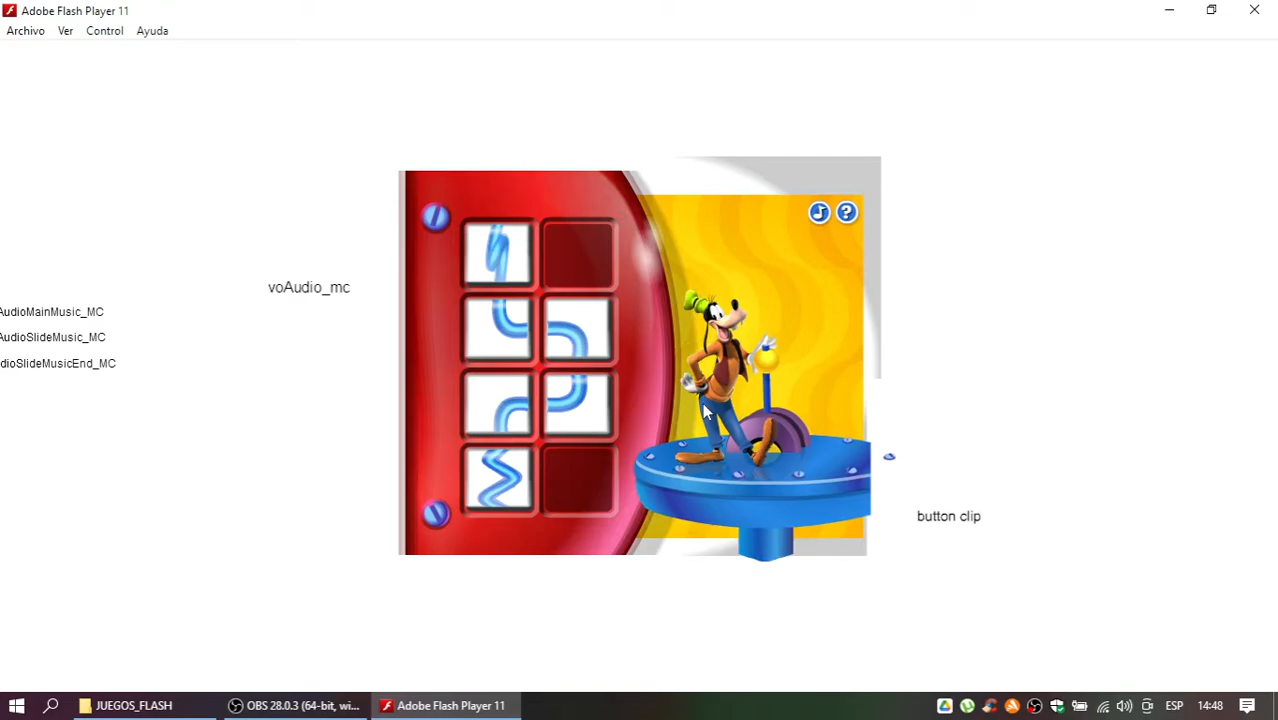 Adobe Flash Player 11
Archivo Ver Control Ayuda
voAudio_mc
AudioMainMusic_MC
AudioSlideMusic_MC
dioSlideMusicEnd_MC
?
button clip
JUEGOS_FLASH
OBS 28.0.3 (64-bit, wi...
Adobe Flash Player 11
ESP
14:48